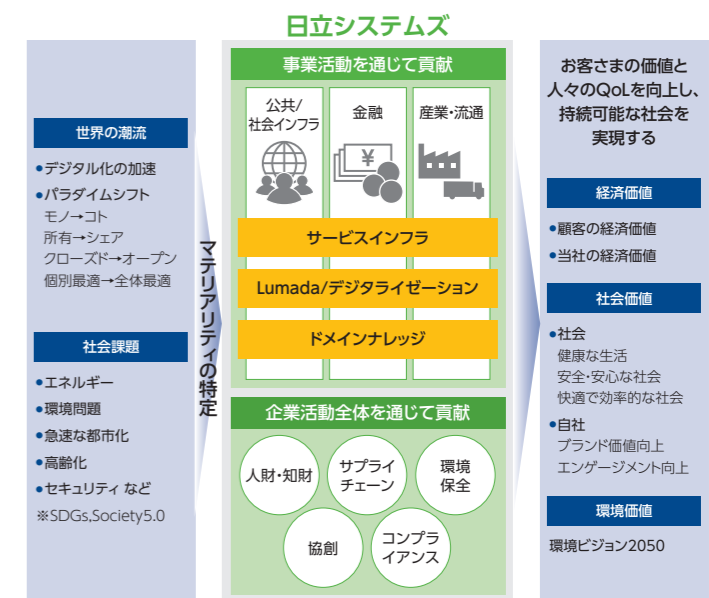 日立システムズ
世界の潮流
●デジタル化の加速
●パラダイムシフト
モノ→コト
所有→シェア
クローズド→オープン
個別最適→全体最適
社会課題
●エネルギー
●環境問題
●急速な都市化
●高齢化
●セキュリティ など
※SDGs,Society5.0
マテリアリティの特定
事業活動を通じて貢献
公共/
社会インフラ
金融
産業・流通
¥
サービスインフラ
Lumada/デジタライゼーション
ドメインナレッジ
企業活動全体を通じて貢献
人財・知財
サプライ
チェーン
環境
保全
協創
コンプラ
イアンス
お客さまの価値と
人々のQoLを向上し、
持続可能な社会を
実現する
経済価値
●顧客の経済価値
●当社の経済価値
社会価値
●社会
健康な生活
安全・安心な社会
快適で効率的な社会
●自社
ブランド価値向上
エンゲージメント向上
環境価値
環境ビジョン2050